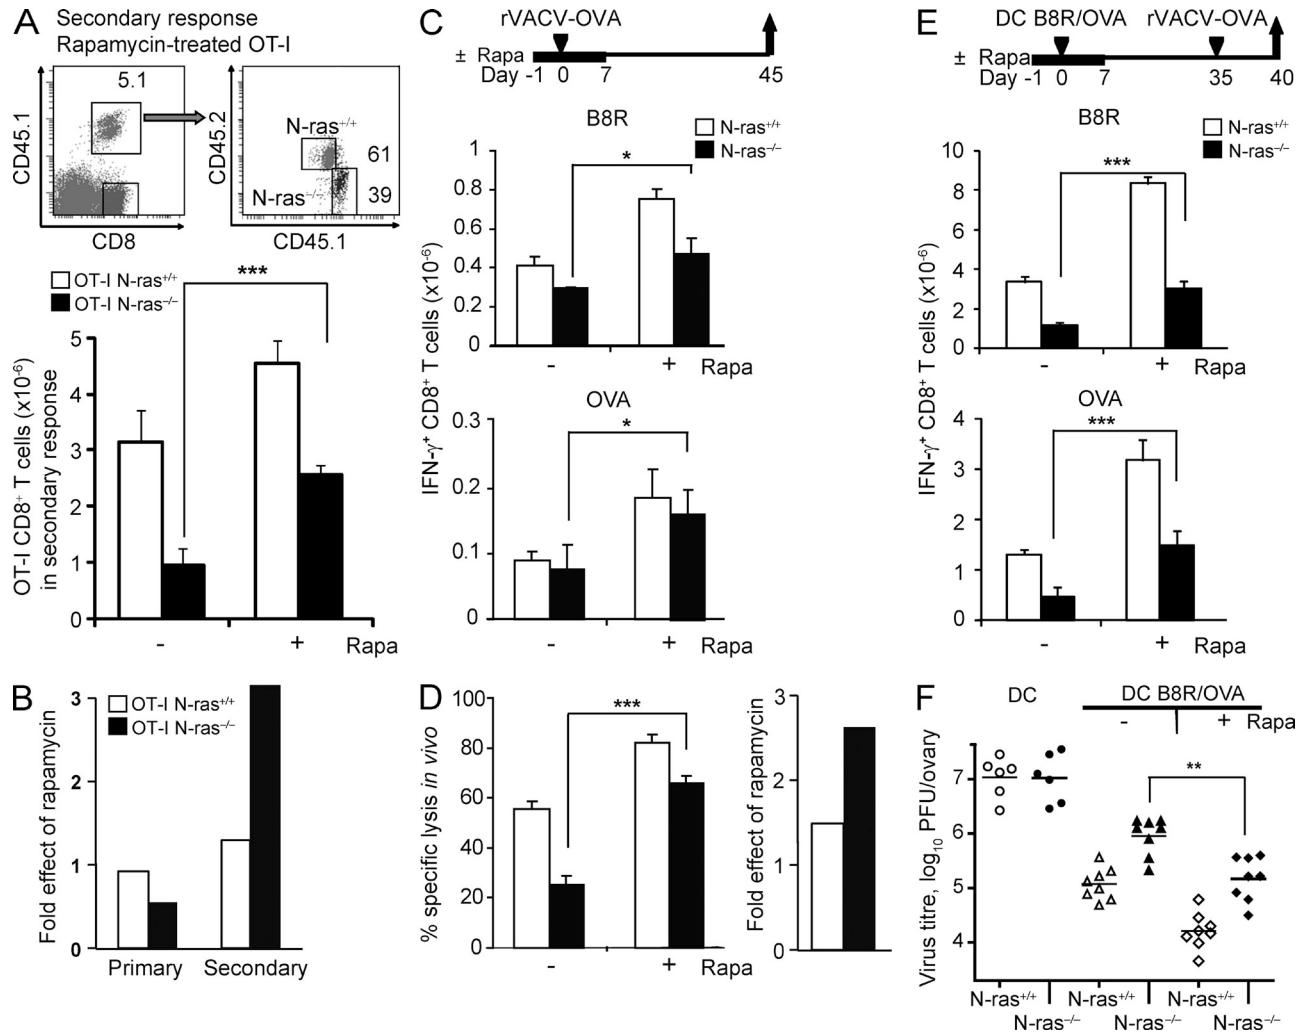 A
Secondary response
Rapamycin-treated OT-I
5.1
CD45.1
CD8
CD45.2
N-ras+/+
61
N-ras−/−
39
CD45.1
OT-I N-ras+/+
OT-I N-ras−/−
***
OT-I CD8+ T cells (x10-6)
in secondary response
5
4
3
2
1
0
- + Rapa
B
OT-I N-ras+/+
OT-I N-ras−/−
Fold effect of rapamycin
3
2
1
0
Primary Secondary
C
rVACV-OVA
± Rapa
Day -1 0 7 45
B8R
N-ras+/+
N-ras−/−
*
IFN-γ+ CD8+ T cells (x10-6)
1
0.8
0.6
0.4
0.2
0
- + Rapa
OVA
*
0.3
0.2
0.1
0
- + Rapa
D
% specific lysis in vivo
100
80
60
40
20
0
***
- + Rapa
Fold effect of rapamycin
3
2
1
0
E
DC B8R/OVA rVACV-OVA
± Rapa
Day -1 0 7 35 40
B8R
N-ras+/+
N-ras−/−
***
IFN-γ+ CD8+ T cells (x10-6)
10
8
6
4
2
0
- + Rapa
OVA
***
4
3
2
1
0
- + Rapa
F
DC
DC B8R/OVA
- + Rapa
**
Virus titre, log10 PFU/ovary
7
6
5
4
N-ras+/+ N-ras+/+ N-ras+/+
N-ras−/− N-ras−/− N-ras−/−